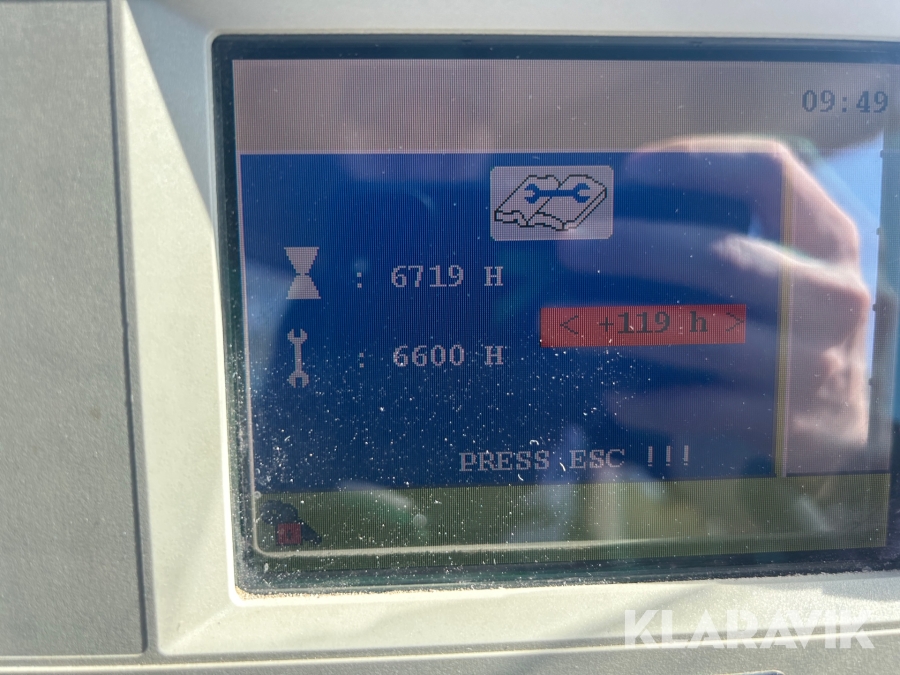 09:49
: 6719 H
< +119 h >
: 6600 H
PRESS ESC !!!
KLARAVIK